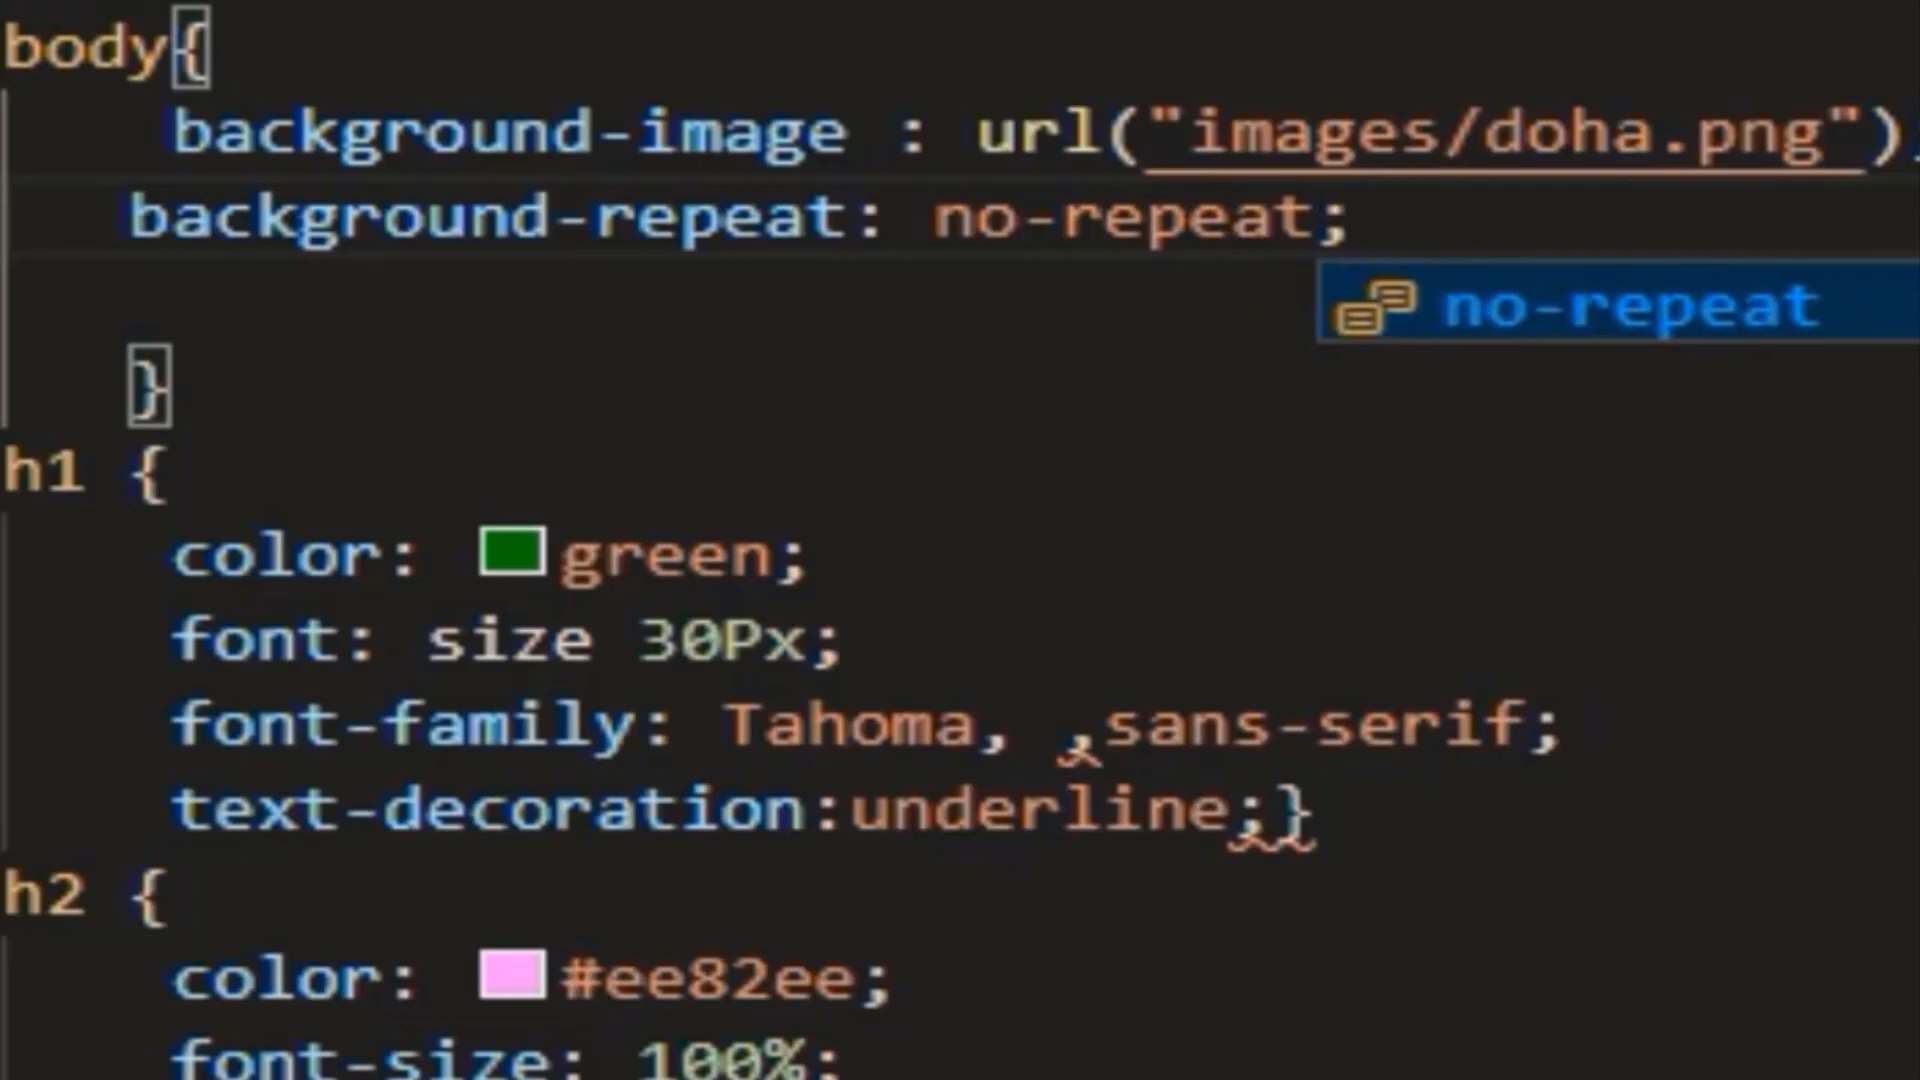 body{
background-image : url("images/doha.png");
background-repeat: no-repeat;
no-repeat
}
h1 {
color: green;
font: size 30Px;
font-family: Tahoma, ,sans-serif;
text-decoration:underline;}
h2 {
color: #ee82ee;
font-size: 100%;